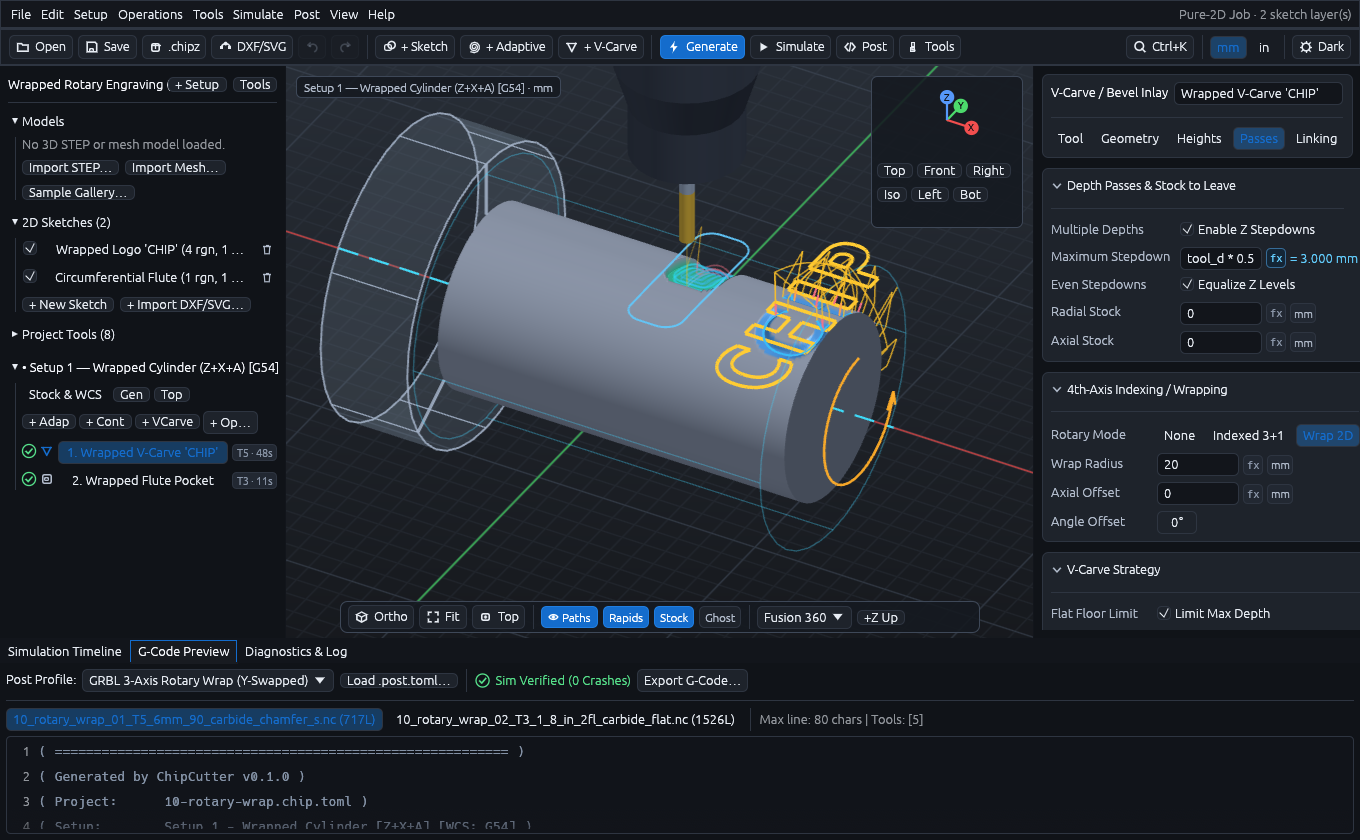 File Edit Setup Operations Tools Simulate Post View Help
Pure-2D Job · 2 sketch layer(s)
Open Save .chipz DXF/SVG + Sketch + Adaptive + V-Carve Generate Simulate Post Tools Ctrl+K mm in Dark
Wrapped Rotary Engraving + Setup Tools
Models
No 3D STEP or mesh model loaded.
Import STEP… Import Mesh…
Sample Gallery…
2D Sketches (2)
Wrapped Logo 'CHIP' (4 rgn, 1 …
Circumferential Flute (1 rgn, 1 …
+ New Sketch + Import DXF/SVG…
Project Tools (8)
• Setup 1 — Wrapped Cylinder (Z+X+A) [G54]
Stock & WCS Gen Top
+ Adap + Cont + VCarve + Op…
1. Wrapped V-Carve 'CHIP' T5 · 48s
2. Wrapped Flute Pocket T3 · 11s
Setup 1 — Wrapped Cylinder (Z+X+A) [G54] · mm
Z Y X
Top Front Right
Iso Left Bot
CHIP
Ortho Fit Top Paths Rapids Stock Ghost Fusion 360 +Z Up
V-Carve / Bevel Inlay Wrapped V-Carve 'CHIP'
Tool Geometry Heights Passes Linking
Depth Passes & Stock to Leave
Multiple Depths Enable Z Stepdowns
Maximum Stepdown tool_d * 0.5 fx = 3.000 mm
Even Stepdowns Equalize Z Levels
Radial Stock 0 fx mm
Axial Stock 0 fx mm
4th-Axis Indexing / Wrapping
Rotary Mode None Indexed 3+1 Wrap 2D
Wrap Radius 20 fx mm
Axial Offset 0 fx mm
Angle Offset 0°
V-Carve Strategy
Flat Floor Limit Limit Max Depth
Simulation Timeline G-Code Preview Diagnostics & Log
Post Profile: GRBL 3-Axis Rotary Wrap (Y-Swapped) Load .post.toml… Sim Verified (0 Crashes) Export G-Code…
10_rotary_wrap_01_T5_6mm_90_carbide_chamfer_s.nc (717L) 10_rotary_wrap_02_T3_1_8_in_2fl_carbide_flat.nc (1526L) Max line: 80 chars | Tools: [5]
1 ( ========================================================== )
2 ( Generated by ChipCutter v0.1.0 )
3 ( Project: 10-rotary-wrap.chip.toml )
4 ( Setup: Setup 1 - Wrapped Cylinder [Z+X+A] [WCS: G54] )